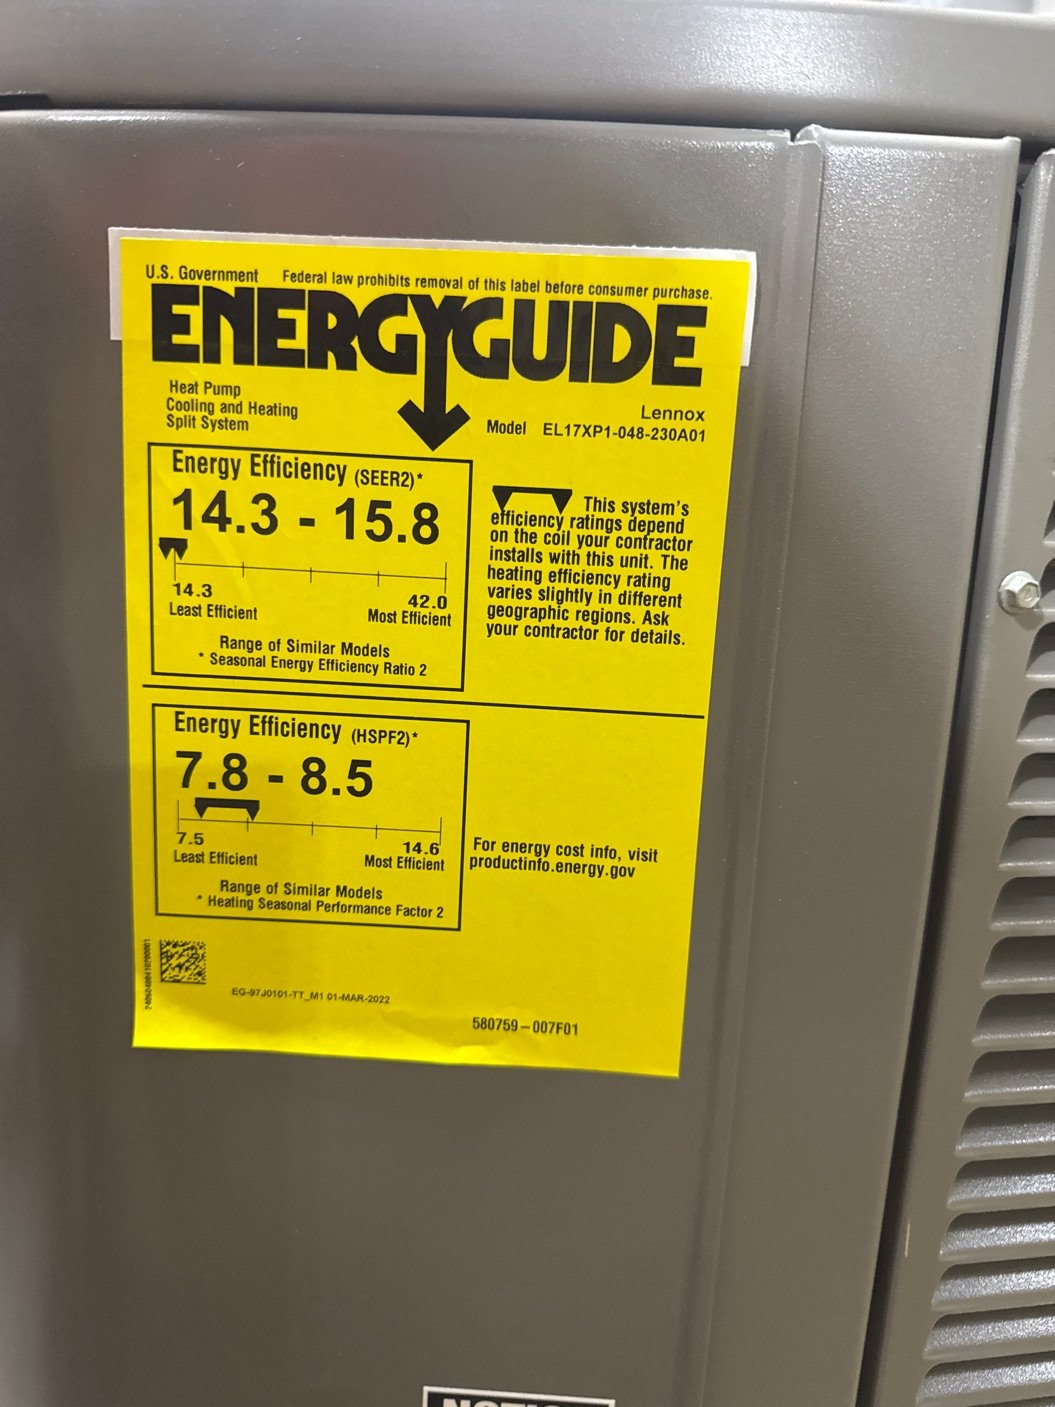 U.S. Government Federal law prohibits removal of this label before consumer purchase.
ENERGYGUIDE
Heat Pump
Cooling and Heating
Split System
Lennox
Model EL17XP1-048-230A01
Energy Efficiency (SEER2)*
14.3 - 15.8
14.3
Least Efficient
42.0
Most Efficient
Range of Similar Models
* Seasonal Energy Efficiency Ratio 2
This system's
efficiency ratings depend
on the coil your contractor
installs with this unit. The
heating efficiency rating
varies slightly in different
geographic regions. Ask
your contractor for details.
Energy Efficiency (HSPF2)*
7.8 - 8.5
7.5
Least Efficient
14.6
Most Efficient
Range of Similar Models
* Heating Seasonal Performance Factor 2
For energy cost info, visit
productinfo.energy.gov
EG-97J0101-TT_M1 01-MAR-2022
580759-007F01